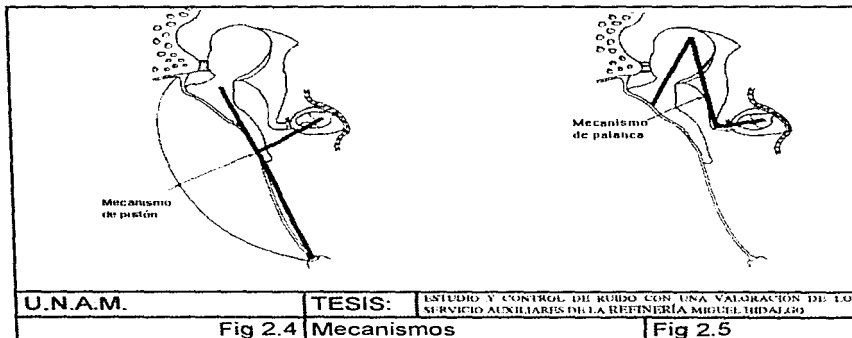 Mecanismo
de pistón
Mecanismo
de palanca
U.N.A.M.
TESIS:
ESTUDIO Y CONTROL DE RUIDO CON UNA VALORACIÓN DE LO
SERVICIO AUXILIARES DE LA REFINERÍA MIGUEL HIDALGO
Fig 2.4
Mecanismos
Fig 2.5